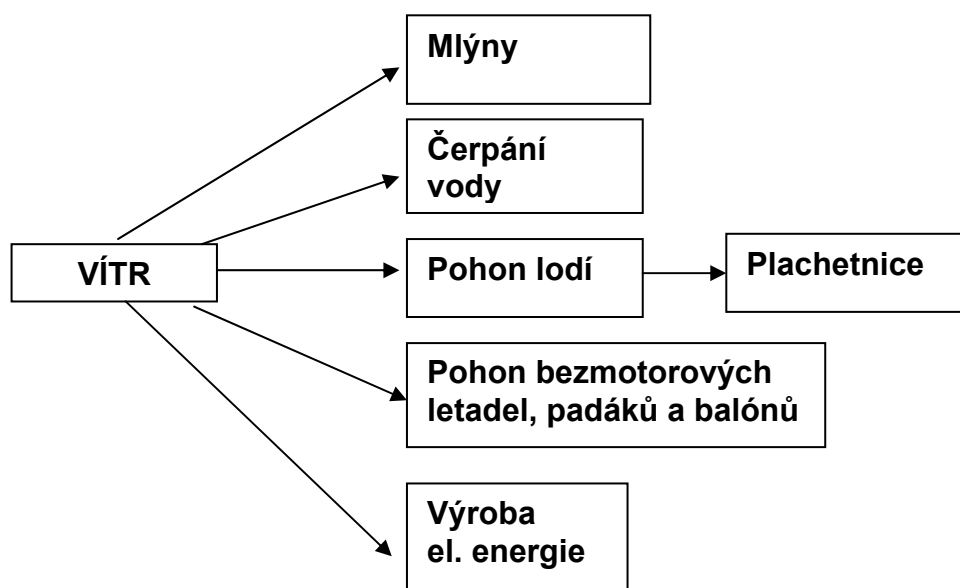 Mlýny
Čerpání
vody
VÍTR
Pohon lodí
Plachetnice
Pohon bezmotorových
letadel, padáků a balónů
Výroba
el. energie